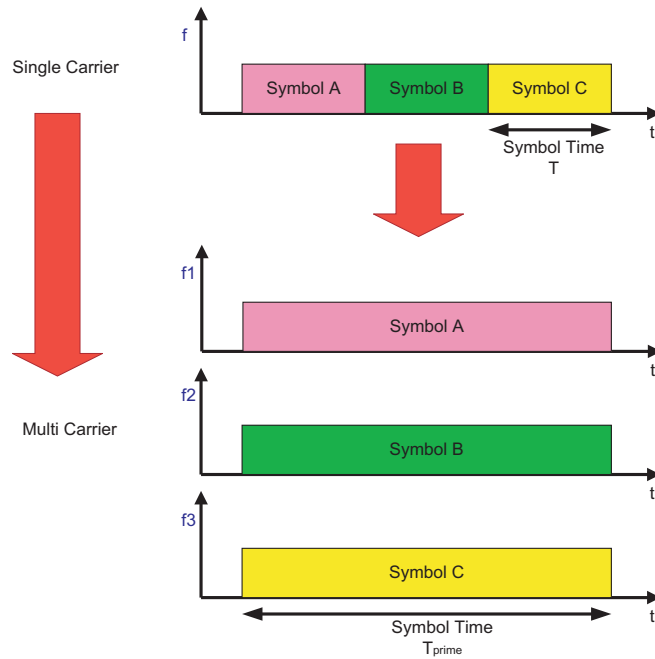 f
Single Carrier
Symbol A
Symbol B
Symbol C
t
Symbol Time
T
f1
Symbol A
t
f2
Multi Carrier
Symbol B
t
f3
Symbol C
t
Symbol Time
Tprime